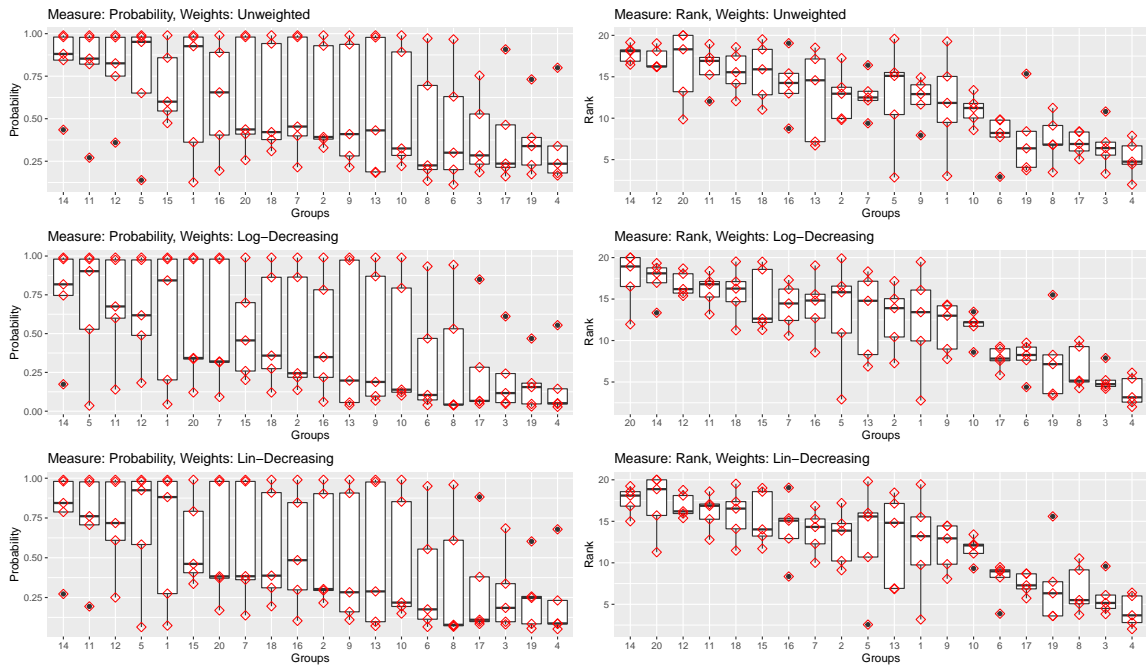 Measure: Probability, Weights: Unweighted
Probability
1.00
0.75
0.50
0.25
14 11 12 5 15 1 16 20 18 7 2 9 13 10 8 6 3 17 19 4
Groups
Measure: Rank, Weights: Unweighted
Rank
20
15
10
5
14 12 20 11 15 18 16 13 2 7 5 9 1 10 6 19 8 17 3 4
Groups
Measure: Probability, Weights: Log−Decreasing
Probability
1.00
0.75
0.50
0.25
0.00
14 5 11 12 1 20 7 15 18 2 16 13 9 10 6 8 17 3 19 4
Groups
Measure: Rank, Weights: Log−Decreasing
Rank
20
15
10
5
20 14 12 11 18 15 7 16 5 13 2 1 9 10 17 6 19 8 3 4
Groups
Measure: Probability, Weights: Lin−Decreasing
Probability
1.00
0.75
0.50
0.25
14 11 12 5 1 15 20 7 18 16 2 9 13 10 6 8 17 3 19 4
Groups
Measure: Rank, Weights: Lin−Decreasing
Rank
20
15
10
5
14 20 12 11 18 15 16 7 2 5 13 1 9 10 6 17 19 8 3 4
Groups